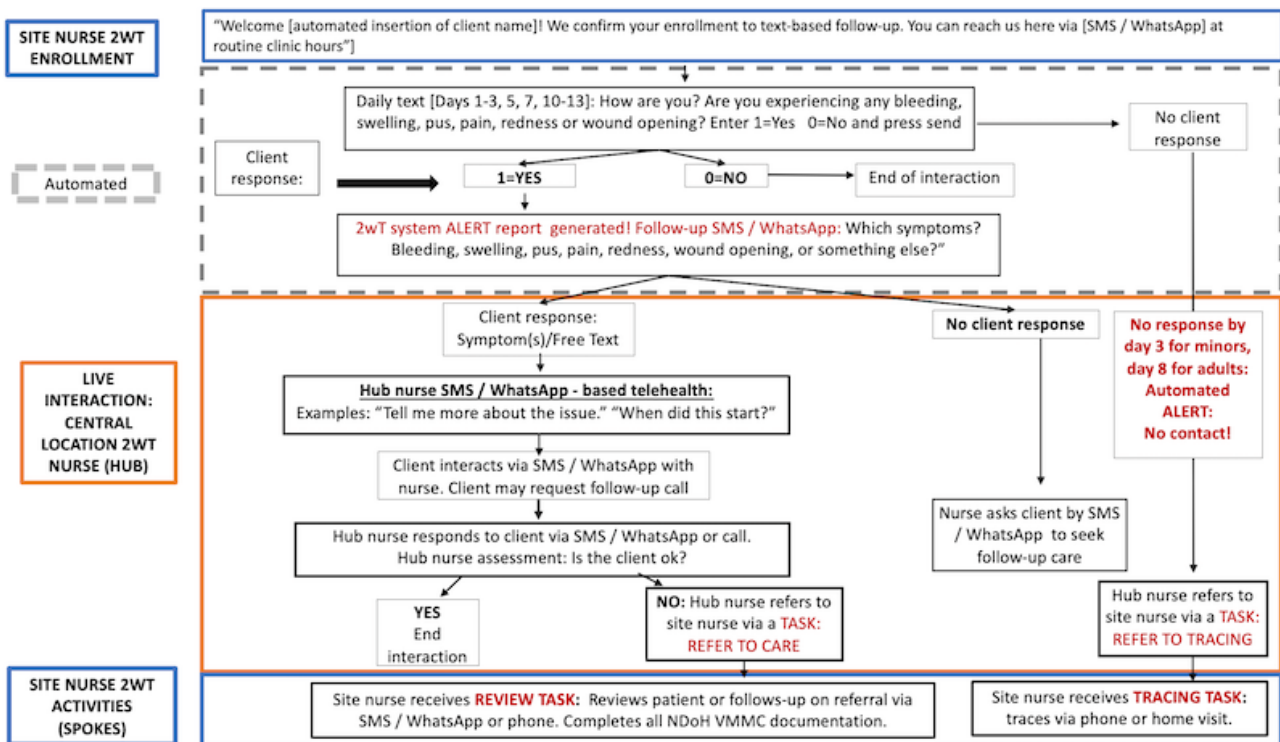 SITE NURSE 2WT
ENROLLMENT
“Welcome [automated insertion of client name]! We confirm your enrollment to text-based follow-up. You can reach us here via [SMS / WhatsApp] at
routine clinic hours”]
Automated
Daily text [Days 1-3, 5, 7, 10-13]: How are you? Are you experiencing any bleeding,
swelling, pus, pain, redness or wound opening? Enter 1=Yes 0=No and press send
No client
response
Client
response:
1=YES
0=NO
End of interaction
2wT system ALERT report generated! Follow-up SMS / WhatsApp: Which symptoms?
Bleeding, swelling, pus, pain, redness, wound opening, or something else?”
LIVE
INTERACTION:
CENTRAL
LOCATION 2WT
NURSE (HUB)
Client response:
Symptom(s)/Free Text
No client response
No response by
day 3 for minors,
day 8 for adults:
Automated
ALERT:
No contact!
Hub nurse SMS / WhatsApp - based telehealth:
Examples: “Tell me more about the issue.” “When did this start?”
Client interacts via SMS / WhatsApp with
nurse. Client may request follow-up call
Hub nurse responds to client via SMS / WhatsApp or call.
Hub nurse assessment: Is the client ok?
Nurse asks client by SMS
/ WhatsApp to seek
follow-up care
YES
End
interaction
NO: Hub nurse refers to
site nurse via a TASK:
REFER TO CARE
Hub nurse refers to
site nurse via a TASK:
REFER TO TRACING
SITE NURSE 2WT
ACTIVITIES
(SPOKES)
Site nurse receives REVIEW TASK: Reviews patient or follows-up on referral via
SMS / WhatsApp or phone. Completes all NDoH VMMC documentation.
Site nurse receives TRACING TASK:
traces via phone or home visit.